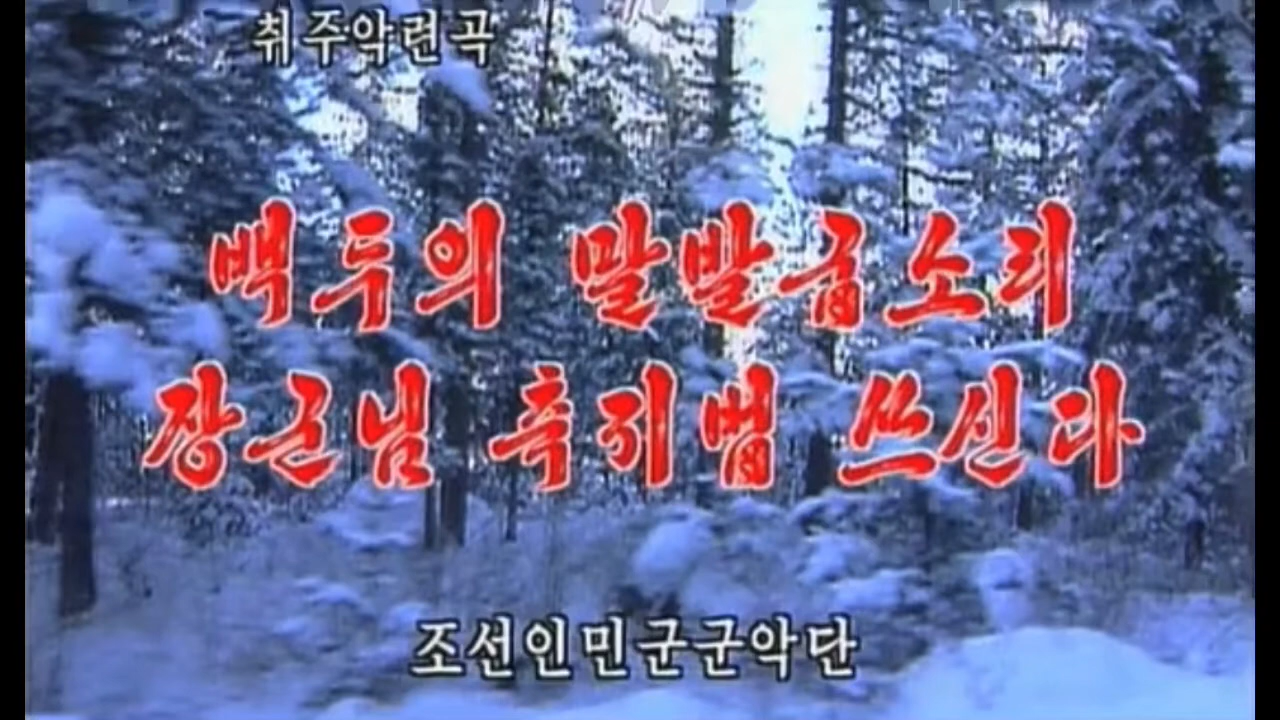 취주악련곡
백두의 말발굽소리
장군님 축지법 쓰신다
조선인민군군악단